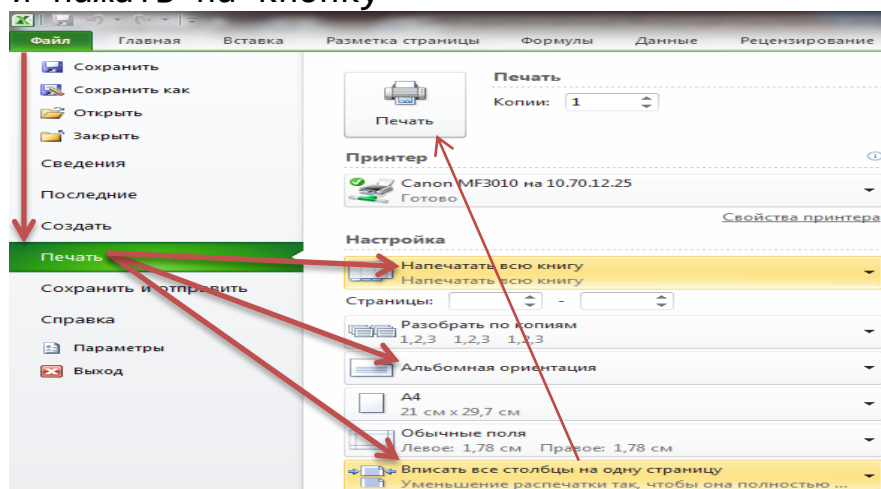 и нажать на кнопку
Файл Главная Вставка Разметка страницы Формулы Данные Рецензирование
Сохранить
Сохранить как
Открыть
Закрыть
Сведения
Последние
Создать
Печать
Сохранить и отправить
Справка
Параметры
Выход
Печать
Печать
Копии: 1
Принтер
Canon MF3010 на 10.70.12.25
Готово
Свойства принтера
Настройка
Напечатать всю книгу
Напечатать всю книгу
Страницы: -
Разобрать по копиям
1,2,3 1,2,3 1,2,3
Альбомная ориентация
A4
21 см x 29,7 см
Обычные поля
Левое: 1,78 см Правое: 1,78 см
Вписать все столбцы на одну страницу
Уменьшение распечатки так, чтобы она полностью ...